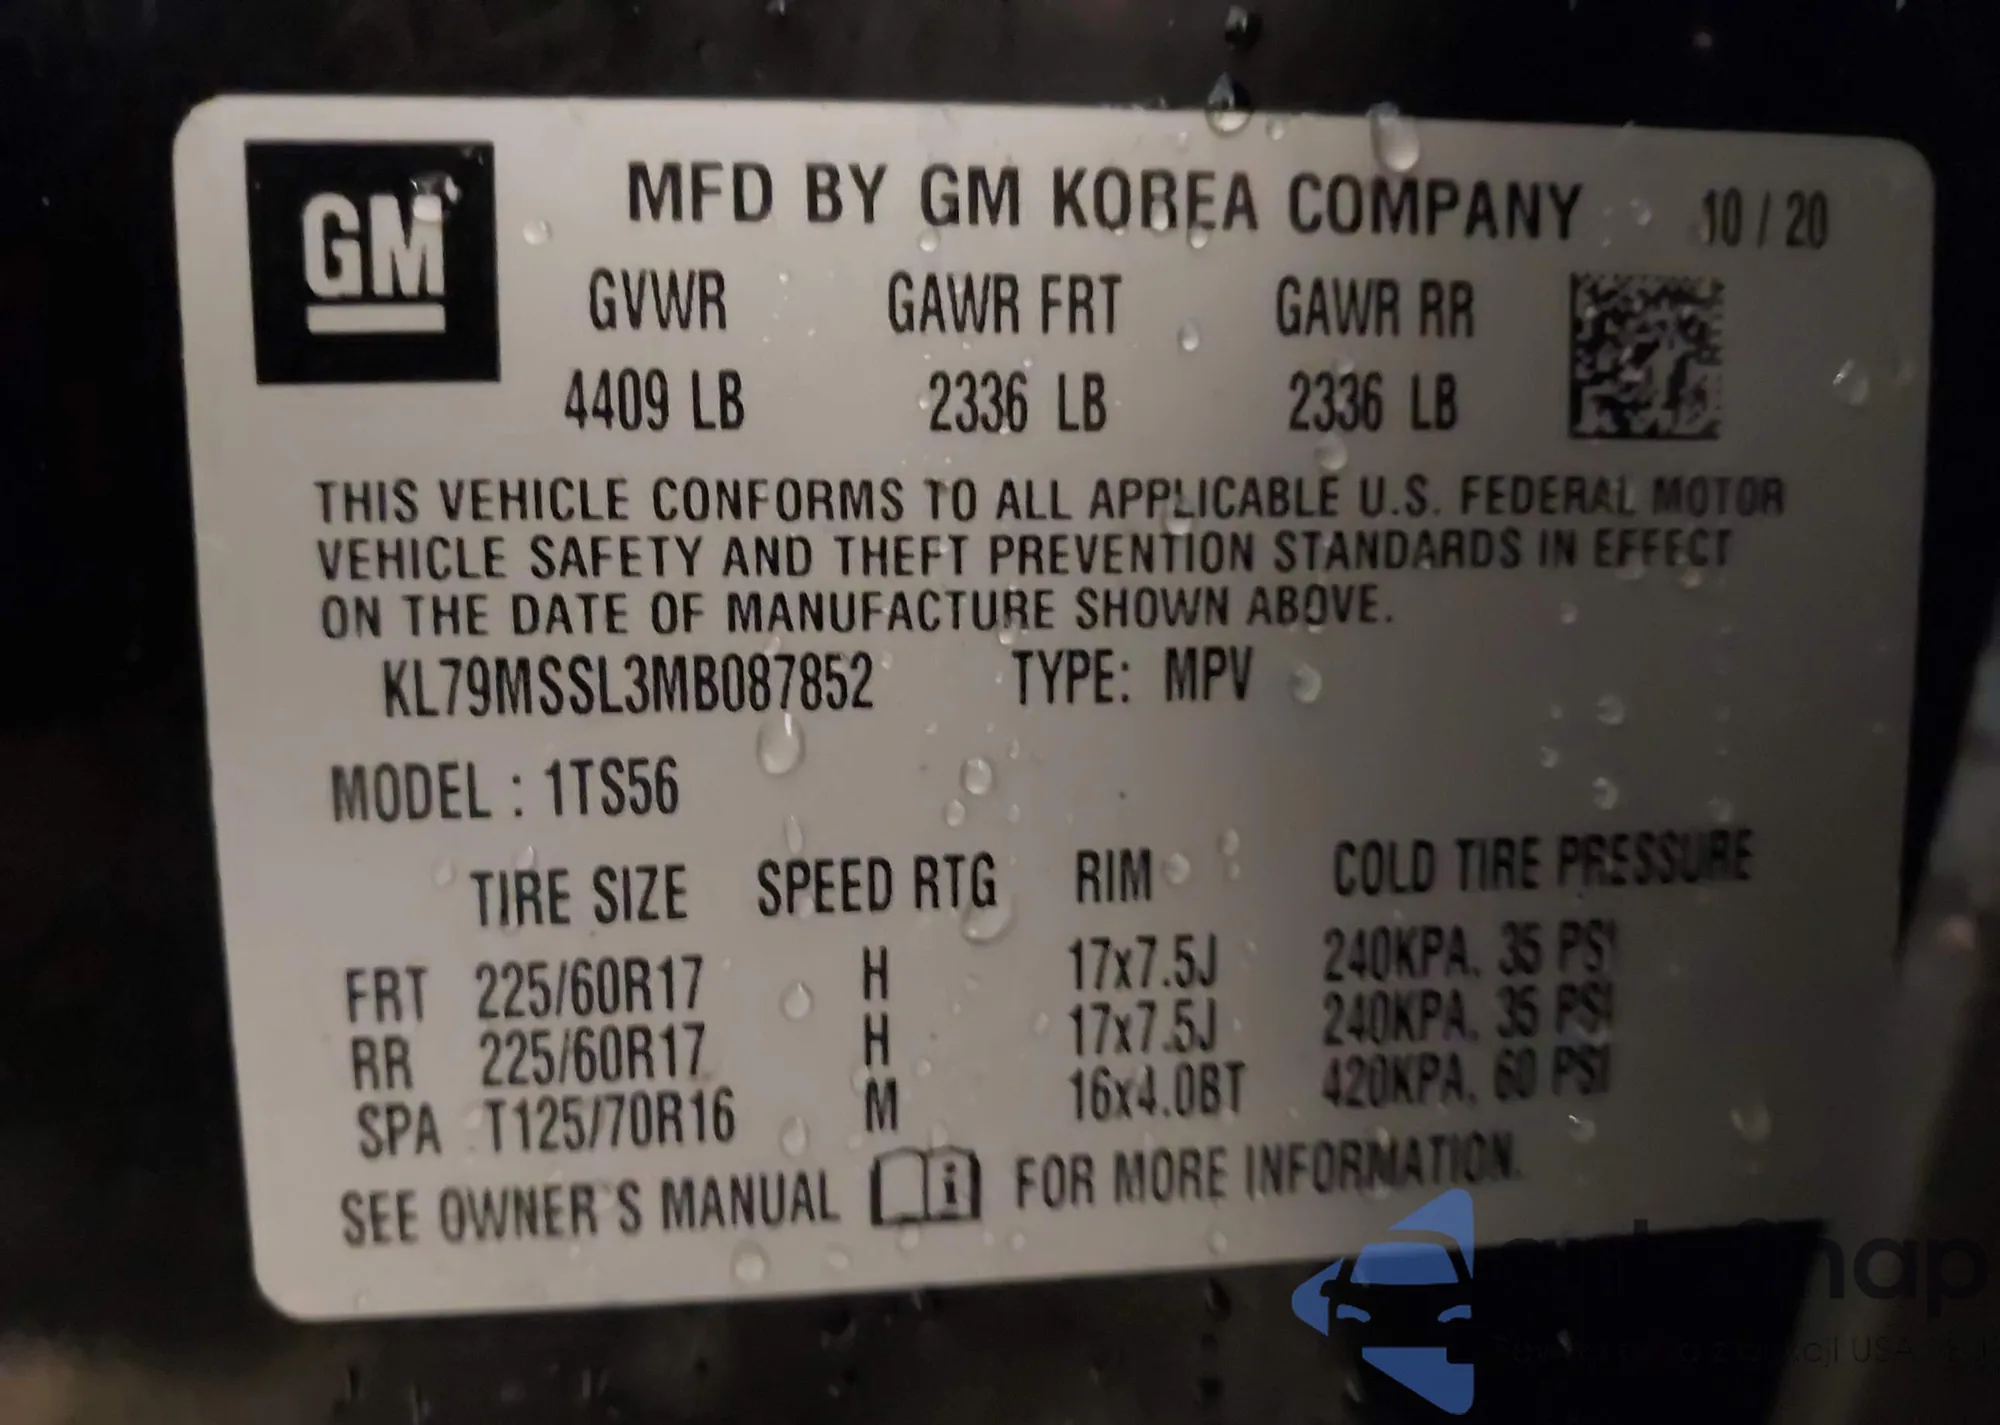 GM
MFD BY GM KOREA COMPANY 10 / 20
GVWR GAWR FRT GAWR RR
4409 LB 2336 LB 2336 LB
THIS VEHICLE CONFORMS TO ALL APPLICABLE U.S. FEDERAL MOTOR
VEHICLE SAFETY AND THEFT PREVENTION STANDARDS IN EFFECT
ON THE DATE OF MANUFACTURE SHOWN ABOVE.
KL79MSSL3MB087852 TYPE: MPV
MODEL : 1TS56
TIRE SIZE SPEED RTG RIM COLD TIRE PRESSURE
FRT 225/60R17 H 17x7.5J 240KPA, 35 PSI
RR 225/60R17 H 17x7.5J 240KPA, 35 PSI
SPA T125/70R16 M 16x4.0BT 420KPA, 60 PSI
SEE OWNER'S MANUAL i FOR MORE INFORMATION.
USA